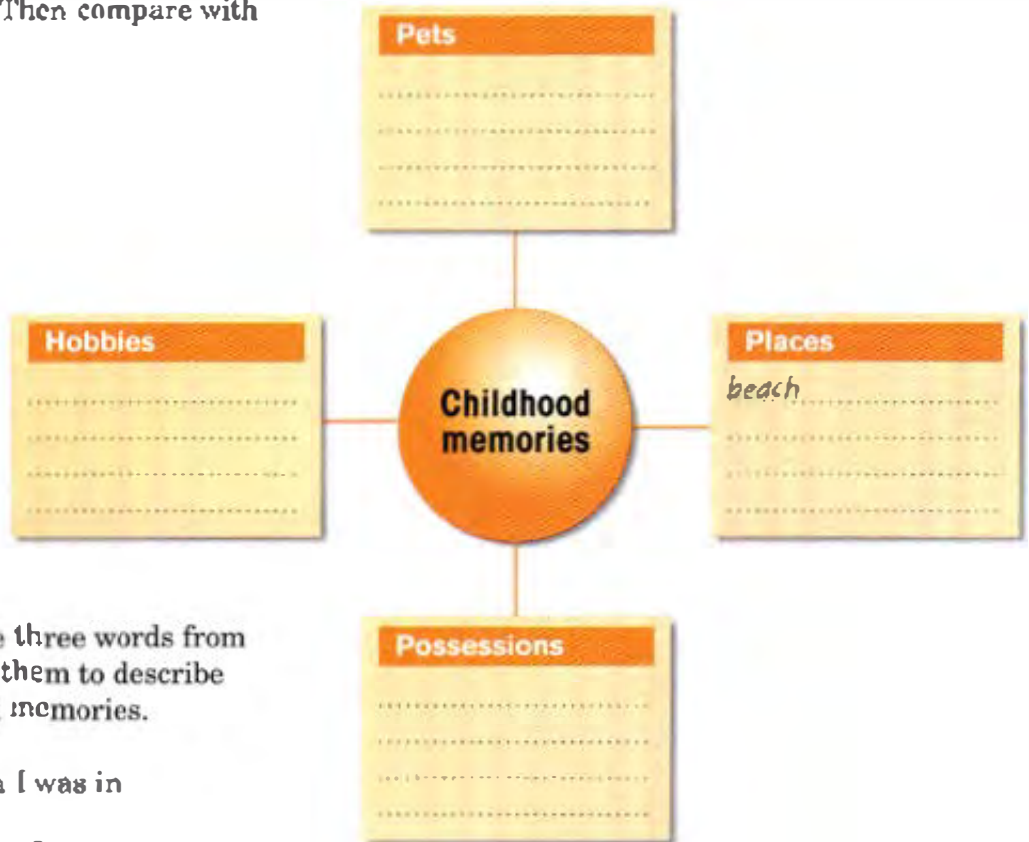 Then compare with
Pets
Hobbies
Places
beach
Childhood
memories
three words from
them to describe
memories.
I was in
Possessions